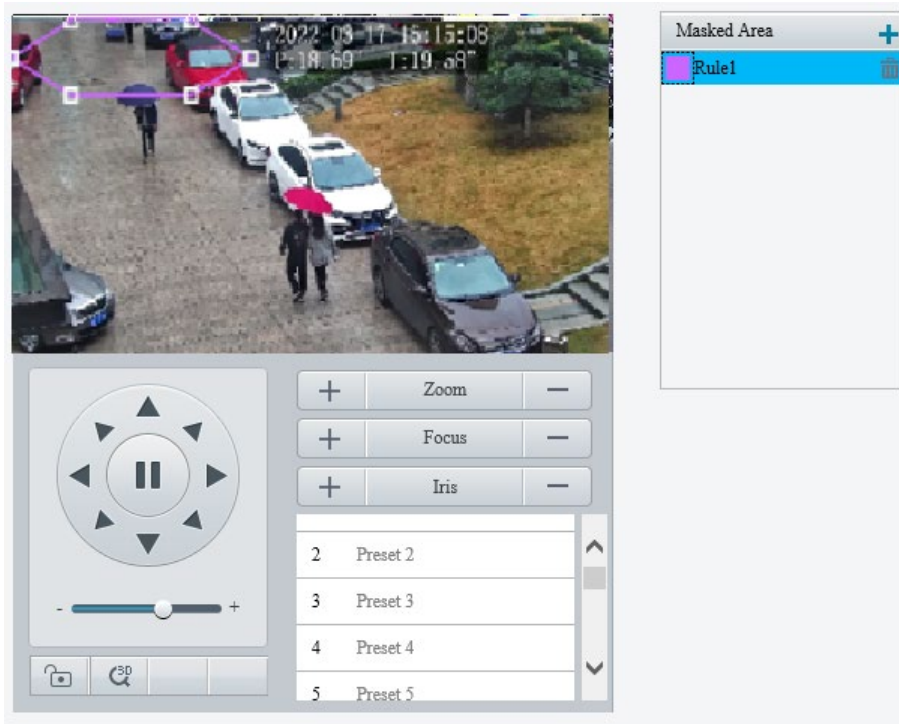 2022-03-17 15:15:08
Masked Area
Rule1
Zoom
Focus
Iris
2 Preset 2
3 Preset 3
4 Preset 4
- +
3D
5 Preset 5